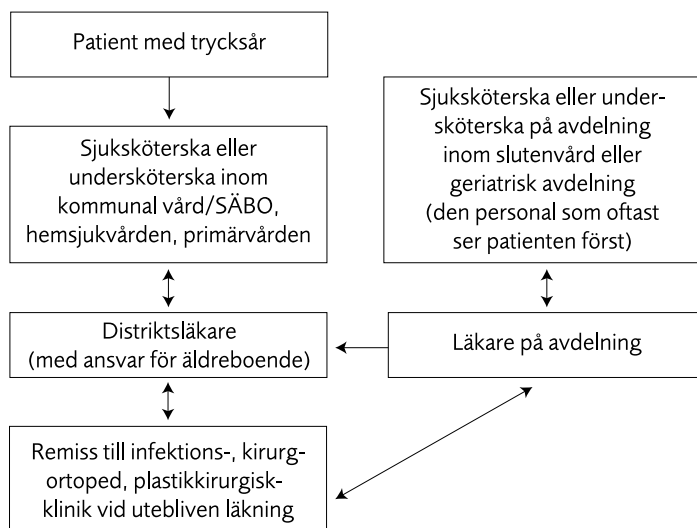 Patient med trycksår
Sjuksköterska eller
undersköterska inom
kommunal vård/SÄBO,
hemsjukvården, primärvården
Sjuksköterska eller under-
sköterska på avdelning
inom slutenvård eller
geriatrisk avdelning
(den personal som oftast
ser patienten först)
Distriktsläkare
(med ansvar för äldreboende)
Läkare på avdelning
Remiss till infektions-, kirurg-
ortoped, plastikkirurgisk-
klinik vid utebliven läkning